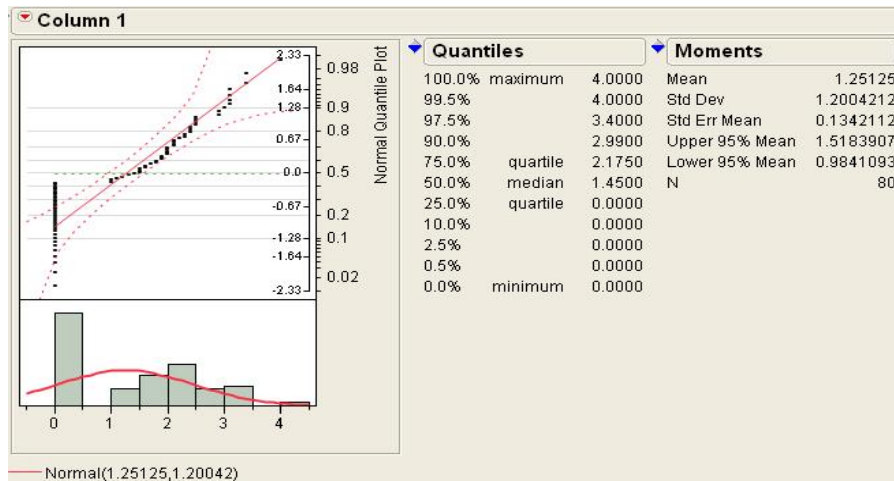 Column 1
2.33
1.64
1.28
0.67
0.0
-0.67
-1.28
-1.64
-2.33
0.98
0.9
0.8
0.5
0.2
0.1
0.02
Normal Quantile Plot
0 1 2 3 4
Normal(1.25125,1.20042)
Quantiles
100.0% maximum 4.0000
99.5% 4.0000
97.5% 3.4000
90.0% 2.9900
75.0% quartile 2.1750
50.0% median 1.4500
25.0% quartile 0.0000
10.0% 0.0000
2.5% 0.0000
0.5% 0.0000
0.0% minimum 0.0000
Moments
Mean 1.25125
Std Dev 1.2004212
Std Err Mean 0.1342112
Upper 95% Mean 1.5183907
Lower 95% Mean 0.9841093
N 80